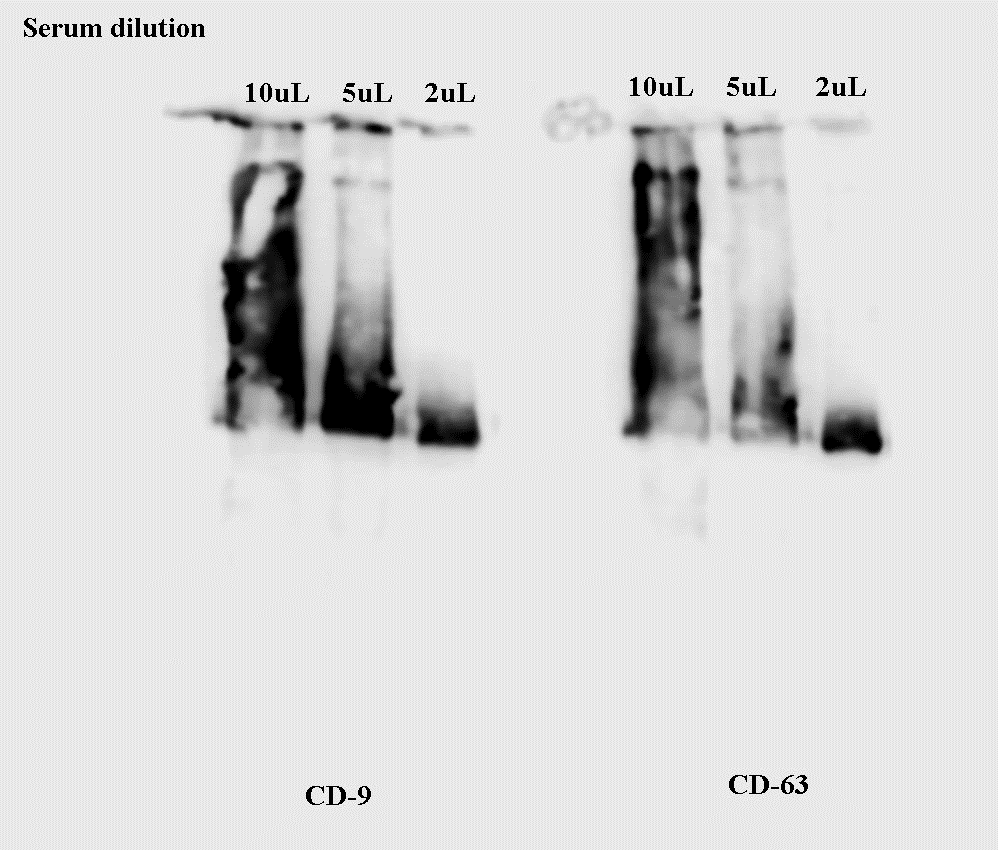 Serum dilution
10uL 5uL 2uL
10uL 5uL 2uL
CD-9
CD-63